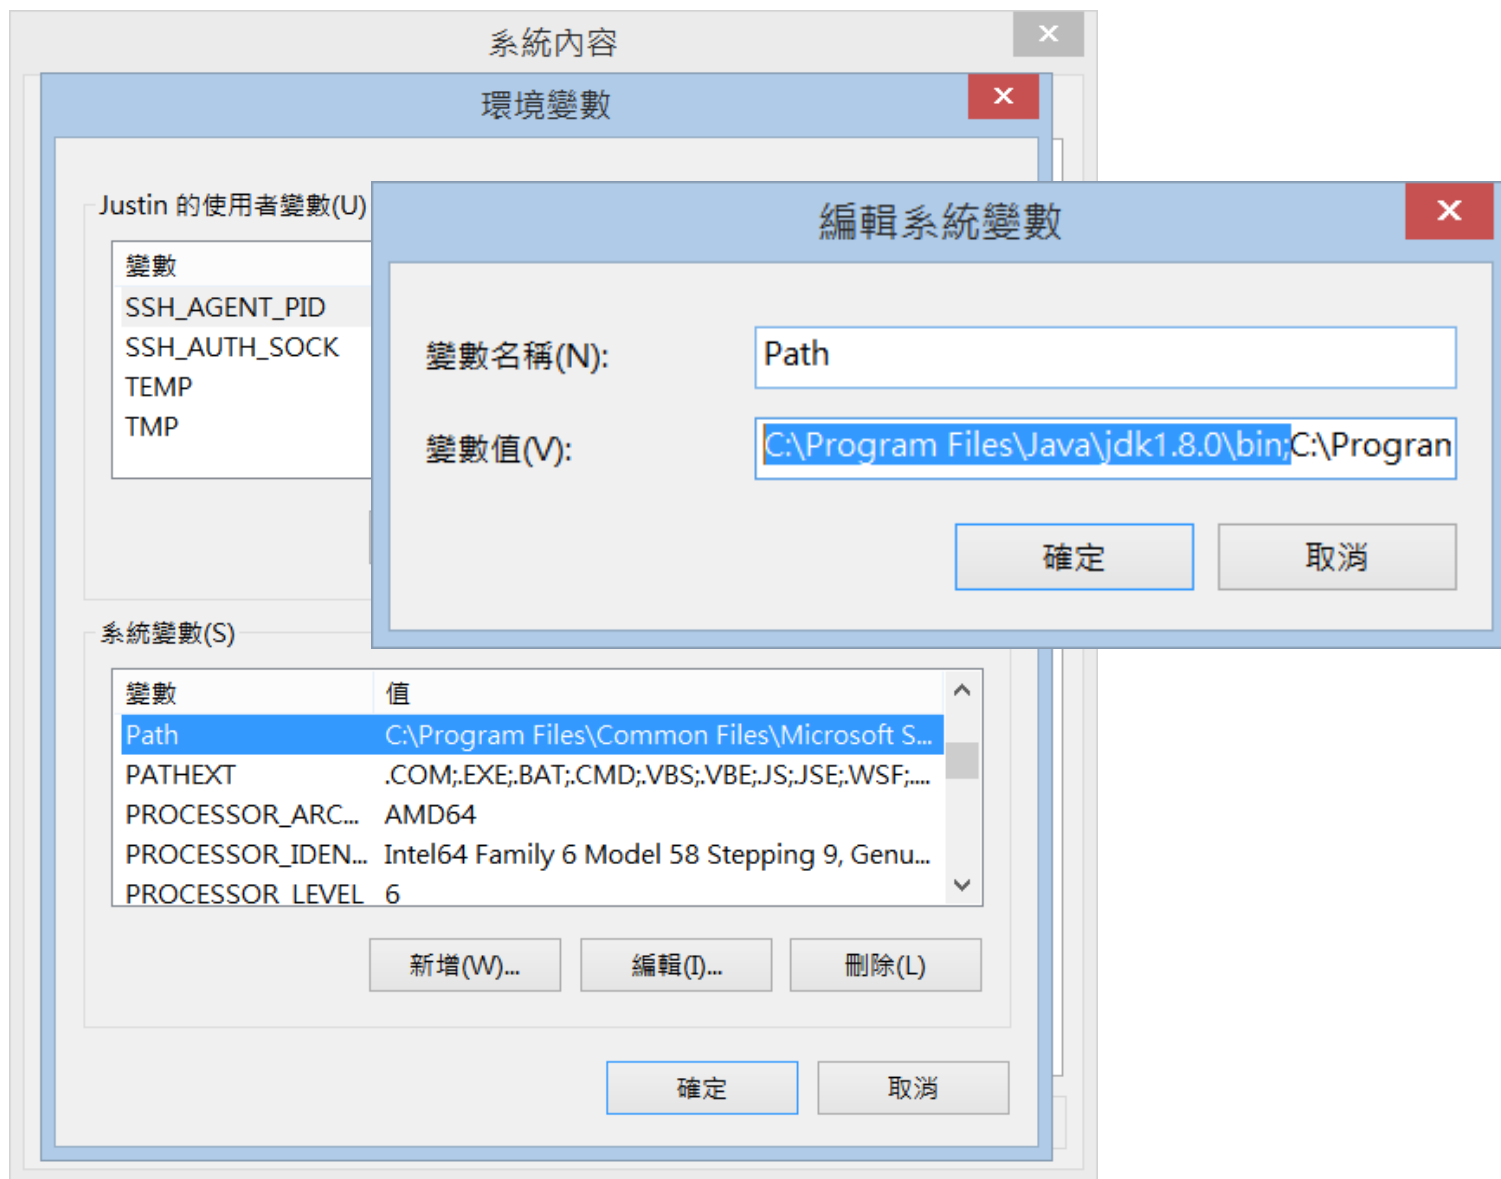 系統內容
環境變數
Justin 的使用者變數(U)
變數
SSH_AGENT_PID
SSH_AUTH_SOCK
TEMP
TMP
編輯系統變數
變數名稱(N):
Path
變數值(V):
C:\Program Files\Java\jdk1.8.0\bin;C:\Program
確定
取消
系統變數(S)
變數 值
Path C:\Program Files\Common Files\Microsoft S...
PATHEXT .COM;.EXE;.BAT;.CMD;.VBS;.VBE;.JS;.JSE;.WSF;....
PROCESSOR_ARC... AMD64
PROCESSOR_IDEN... Intel64 Family 6 Model 58 Stepping 9, Genu...
PROCESSOR_LEVEL 6
新增(W)... 編輯(I)... 刪除(L)
確定 取消